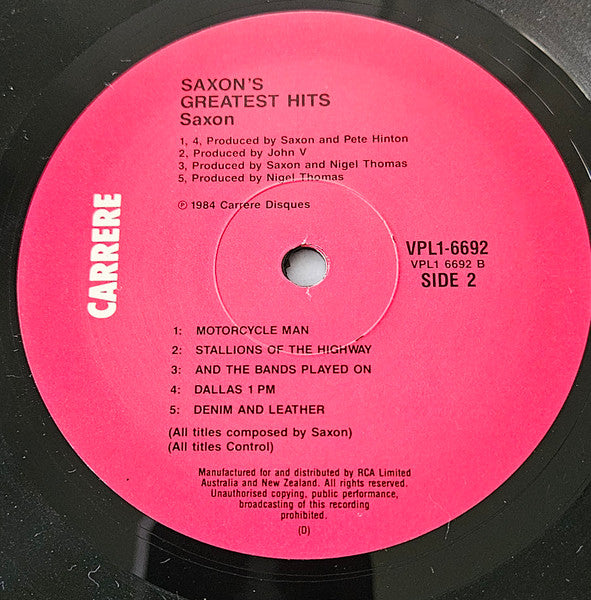 SAXON'S
GREATEST HITS
Saxon
1, 4, Produced by Saxon and Pete Hinton
2, Produced by John V
3, Produced by Saxon and Nigel Thomas
5, Produced by Nigel Thomas
℗ 1984 Carrère Disques
CARRERE
VPL1-6692
VPL1 6692 B
SIDE 2
1: MOTORCYCLE MAN
2: STALLIONS OF THE HIGHWAY
3: AND THE BANDS PLAYED ON
4: DALLAS 1 PM
5: DENIM AND LEATHER
(All titles composed by Saxon)
(All titles Control)
Manufactured for and distributed by RCA Limited
Australia and New Zealand. All rights reserved.
Unauthorised copying, public performance,
broadcasting of this recording
prohibited.
(D)